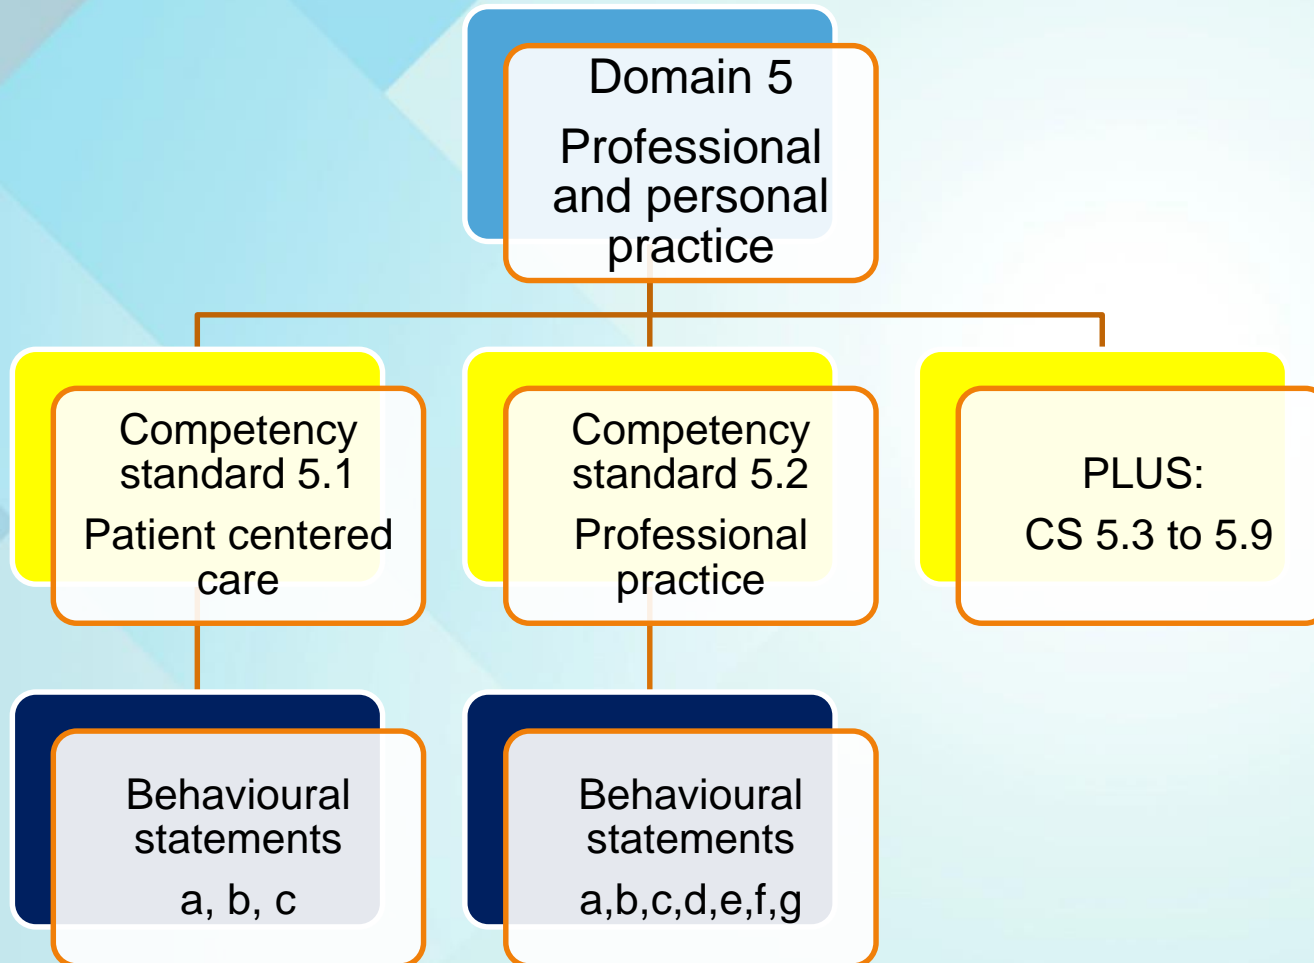 Domain 5
Professional
and personal
practice
Competency
standard 5.1
Patient centered
care
Competency
standard 5.2
Professional
practice
PLUS:
CS 5.3 to 5.9
Behavioural
statements
a, b, c
Behavioural
statements
a,b,c,d,e,f,g